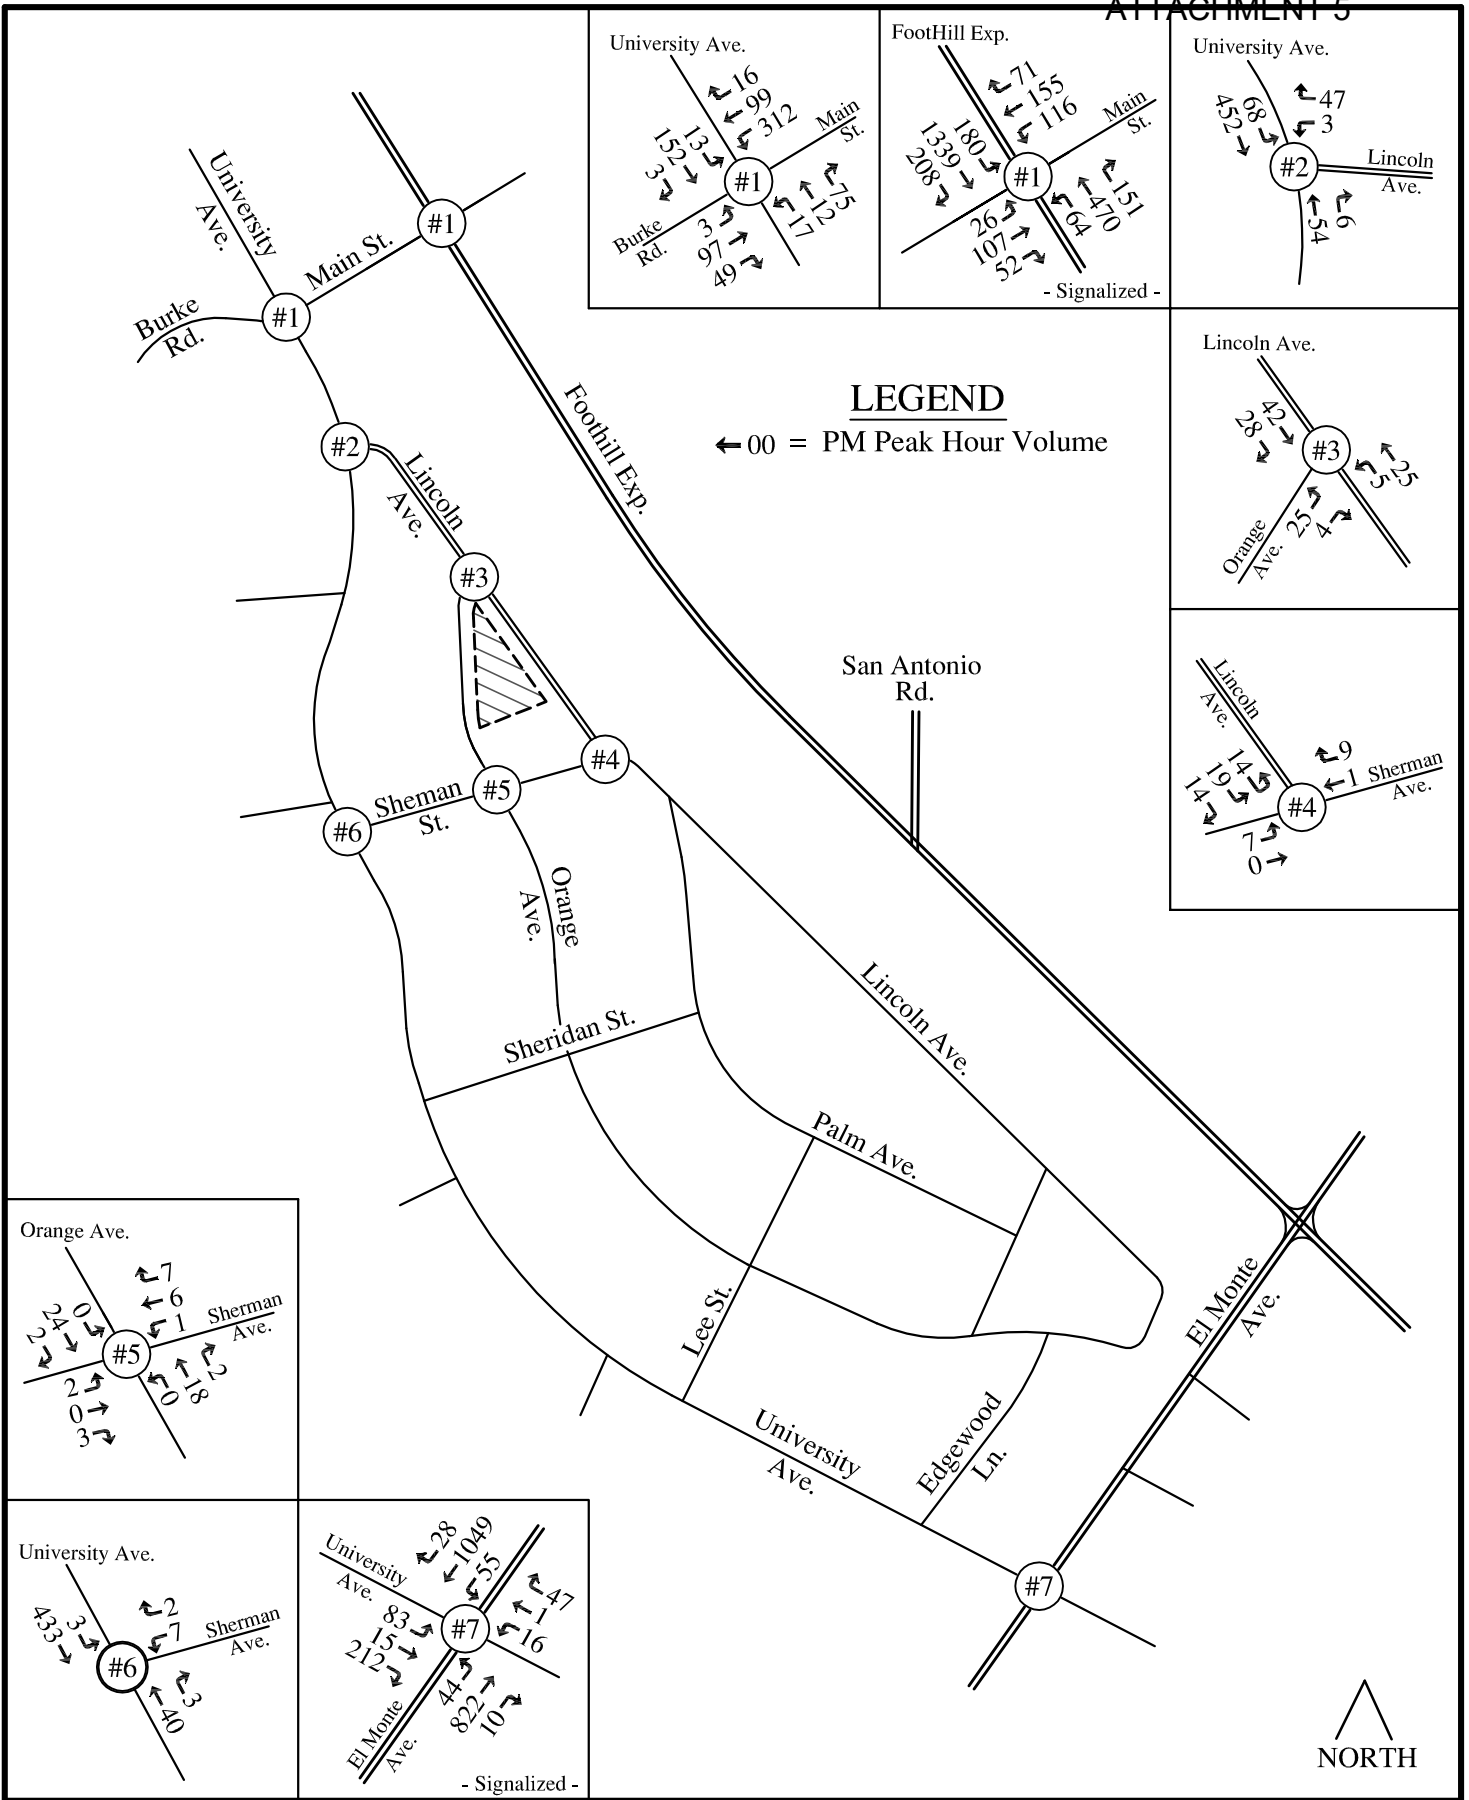 ATTACHMENT 5
University Ave.
16
99
312
13
152
3
Main
St.
#1
Burke
Rd.
3
97
49
75
12
17
FootHill Exp.
71
155
116
180
1339
208
Main
St.
#1
26
107
52
151
470
64
- Signalized -
University Ave.
47
3
68
452
#2
Lincoln
Ave.
54
6
Lincoln Ave.
42
28
#3
25
5
25
4
Orange
Ave.
Lincoln
Ave.
14
19
14
9
1
Sherman
Ave.
#4
7
0
LEGEND
00 = PM Peak Hour Volume
University
Ave.
Main St.
#1
#1
Burke
Rd.
#2
Lincoln
Ave.
Foothill Exp.
#3
San Antonio
Rd.
#4
#5
Sheman
St.
#6
Orange
Ave.
Sheridan St.
Lincoln Ave.
Palm Ave.
Lee St.
El Monte
Ave.
Edgewood
Ln.
University
Ave.
#7
Orange Ave.
7
6
1
0
24
2
Sherman
Ave.
#5
2
0
3
2
18
0
University Ave.
2
7
3
433
Sherman
Ave.
#6
3
40
University
Ave.
28
1049
55
47
1
16
83
15
212
#7
44
822
10
El Monte
Ave.
- Signalized -
NORTH